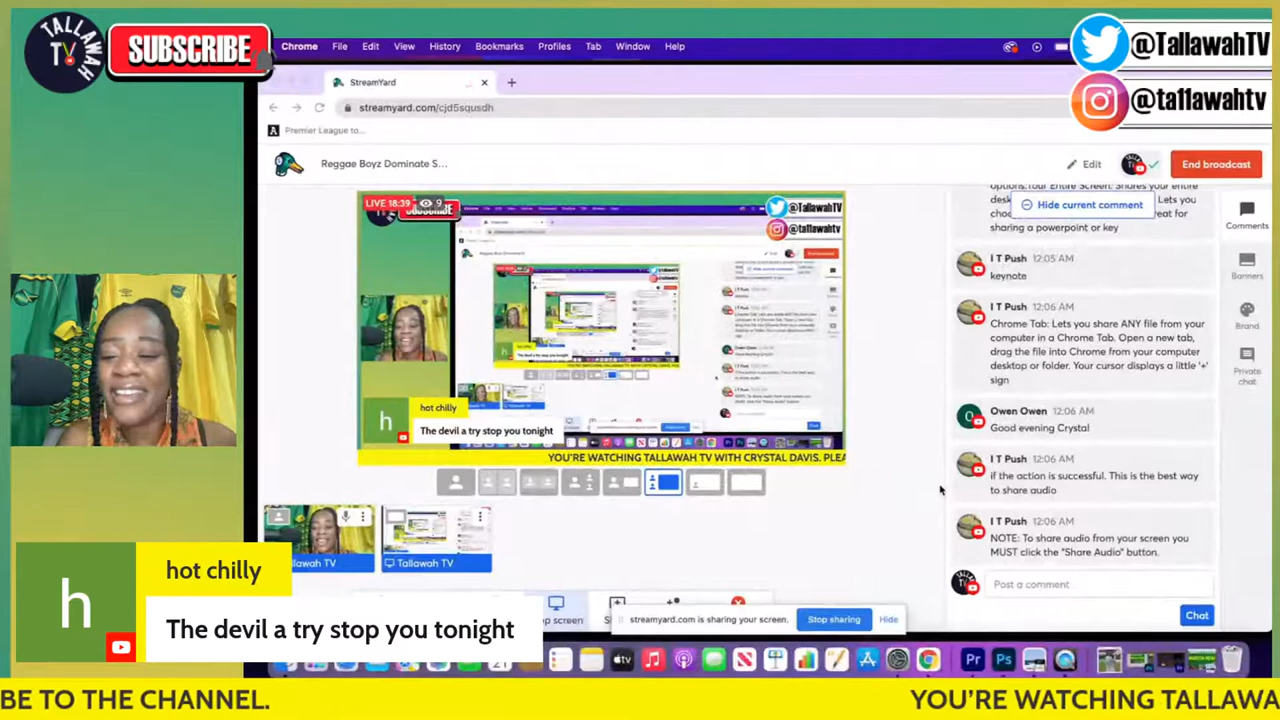 TALLAWAH
TV
SUBSCRIBE
Chrome File Edit View History Bookmarks Profiles Tab Window Help
@TallawahTV
@tallawahtv
StreamYard
streamyard.com/cjd5squsdh
Premier League to...
Reggae Boyz Dominate S...
Edit
End broadcast
LIVE 18:39 9
SUBSCRIBE
@TallawahTV
@tallawahtv
hot chilly
The devil a try stop you tonight
YOU'RE WATCHING TALLAWAH TV WITH CRYSTAL DAVIS. PLEA
Hide current comment
sharing a powerpoint or key
I T Push 12:05 AM
keynote
I T Push 12:06 AM
Chrome Tab: Lets you share ANY file from your
computer in a Chrome Tab. Open a new tab,
drag the file into Chrome from your computer
desktop or folder. Your cursor displays a little '+'
sign
O
Owen Owen 12:06 AM
Good evening Crystal
I T Push 12:06 AM
if the action is successful. This is the best way
to share audio
I T Push 12:06 AM
NOTE: To share audio from your screen you
MUST click the "Share Audio" button.
Post a comment
Chat
Comments
Banners
Brand
Private
chat
allawah TV
Tallawah TV
streamyard.com is sharing your screen.
Stop sharing
Hide
h
hot chilly
The devil a try stop you tonight
Pr
Ps
BE TO THE CHANNEL.
YOU'RE WATCHING TALLAWA